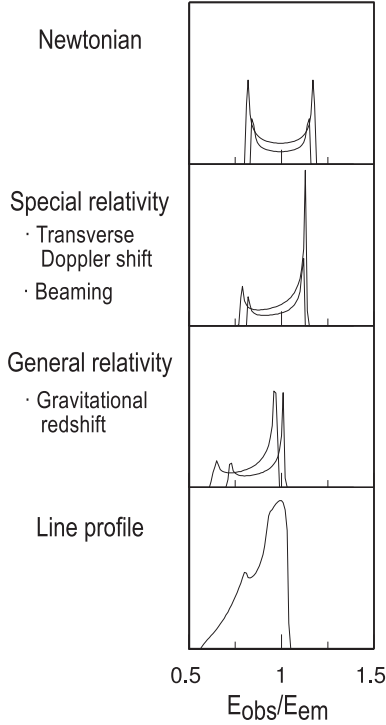 Newtonian
Special relativity
· Transverse
Doppler shift
· Beaming
General relativity
· Gravitational
redshift
Line profile
0.5 1 1.5
Eobs/Eem